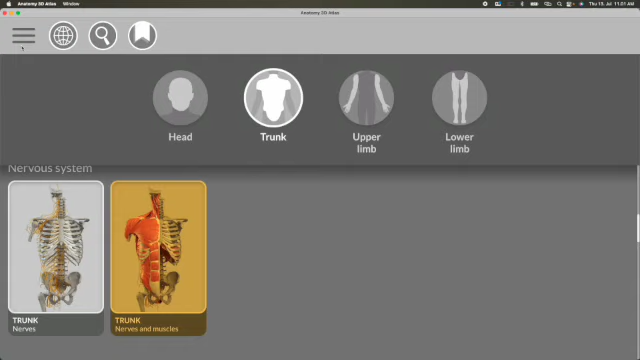 Anatomy 3D Atlas Window
Thu 13. Jul 11.01 AM
Anatomy 3D Atlas
Head
Trunk
Upper
limb
Lower
limb
Nervous system
TRUNK
Nerves
TRUNK
Nerves and muscles